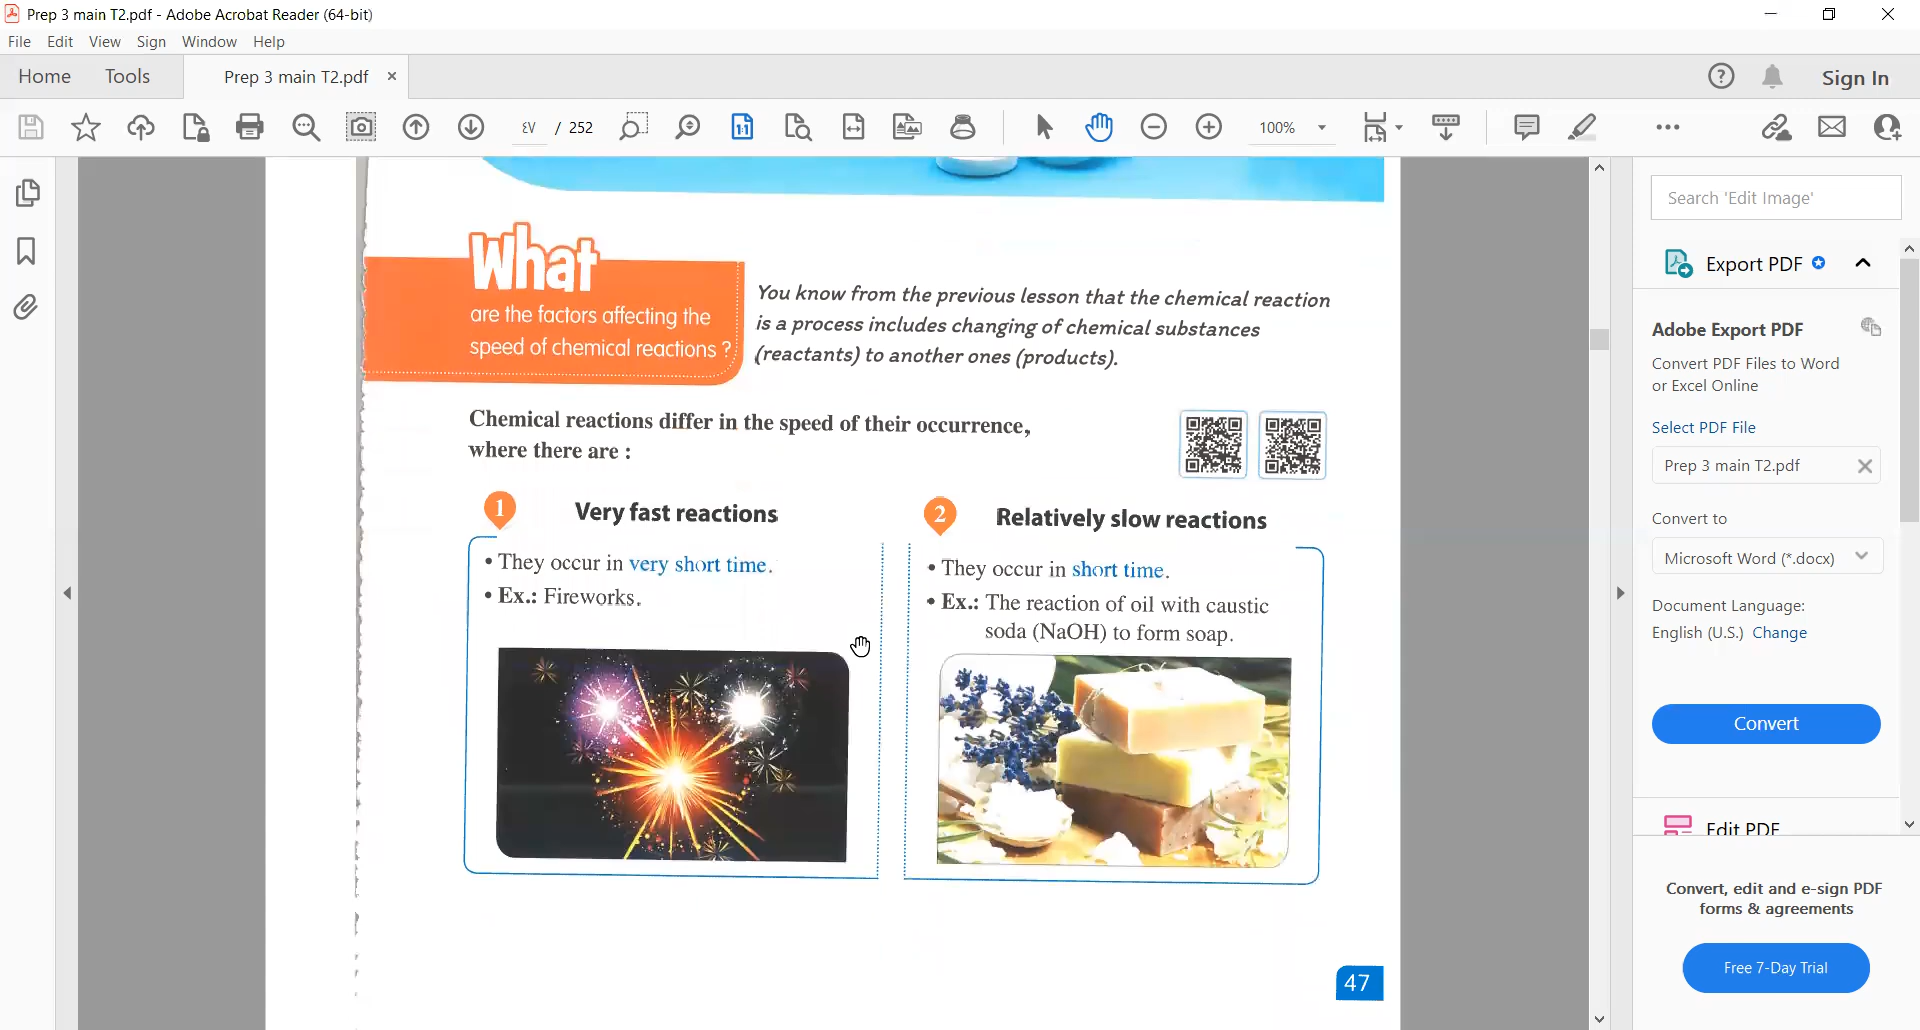 Prep 3 main T2.pdf - Adobe Acrobat Reader (64-bit)
File Edit View Sign Window Help
Home Tools Prep 3 main T2.pdf × Sign In
٤٧ / 252 100%
What
are the factors affecting the
speed of chemical reactions ?
You know from the previous lesson that the chemical reaction
is a process includes changing of chemical substances
(reactants) to another ones (products).
Chemical reactions differ in the speed of their occurrence,
where there are :
1 Very fast reactions
• They occur in very short time.
• Ex.: Fireworks.
2 Relatively slow reactions
• They occur in short time.
• Ex.: The reaction of oil with caustic
soda (NaOH) to form soap.
47
Search 'Edit Image'
Export PDF
Adobe Export PDF
Convert PDF Files to Word
or Excel Online
Select PDF File
Prep 3 main T2.pdf
Convert to
Microsoft Word (*.docx)
Document Language:
English (U.S.) Change
Convert
Edit PDF
Convert, edit and e-sign PDF
forms & agreements
Free 7-Day Trial